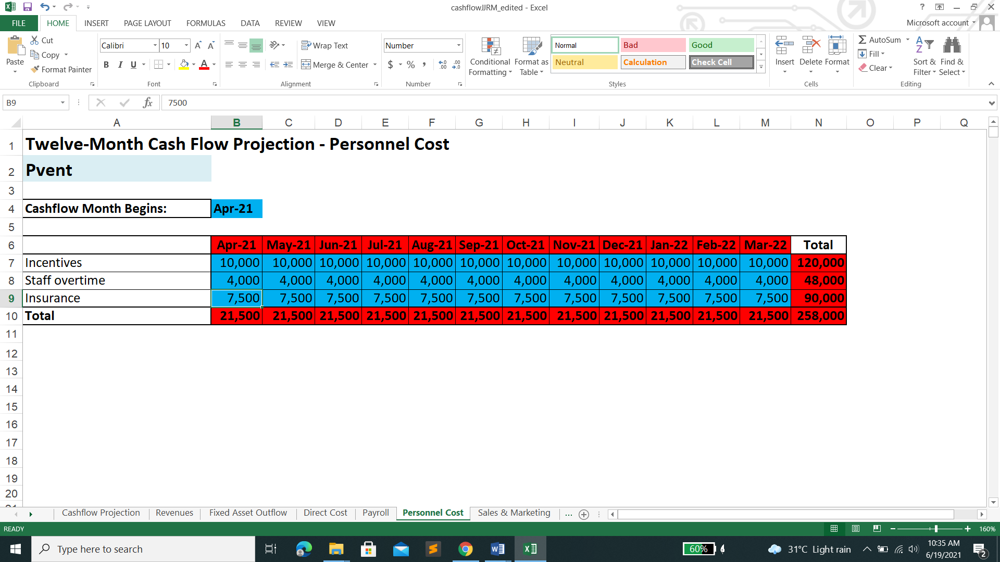 cashflowJJRM_edited - Excel
?
FILE HOME INSERT PAGE LAYOUT FORMULAS DATA REVIEW VIEW Microsoft account
Paste Cut Copy Format Painter Clipboard
Calibri 10 A A B I U A Font
Wrap Text Merge & Center Alignment
Number $ % , Number
Conditional Formatting Format as Table
Normal Bad Good
Neutral Calculation Check Cell
Styles
Insert Delete Format Cells
AutoSum Fill Clear Sort & Filter Find & Select Editing
B9 fx 7500
A B C D E F G H I J K L M N O P Q
1 Twelve-Month Cash Flow Projection - Personnel Cost
2 Pvent
3
4 Cashflow Month Begins: Apr-21
5
6 Apr-21 May-21 Jun-21 Jul-21 Aug-21 Sep-21 Oct-21 Nov-21 Dec-21 Jan-22 Feb-22 Mar-22 Total
7 Incentives 10,000 10,000 10,000 10,000 10,000 10,000 10,000 10,000 10,000 10,000 10,000 10,000 120,000
8 Staff overtime 4,000 4,000 4,000 4,000 4,000 4,000 4,000 4,000 4,000 4,000 4,000 4,000 48,000
9 Insurance 7,500 7,500 7,500 7,500 7,500 7,500 7,500 7,500 7,500 7,500 7,500 7,500 90,000
10 Total 21,500 21,500 21,500 21,500 21,500 21,500 21,500 21,500 21,500 21,500 21,500 21,500 258,000
11
12
13
14
15
16
17
18
19
20
Cashflow Projection Revenues Fixed Asset Outflow Direct Cost Payroll Personnel Cost Sales & Marketing ...
READY 160%
Type here to search 60% 31°C Light rain 10:35 AM
6/19/2021 2